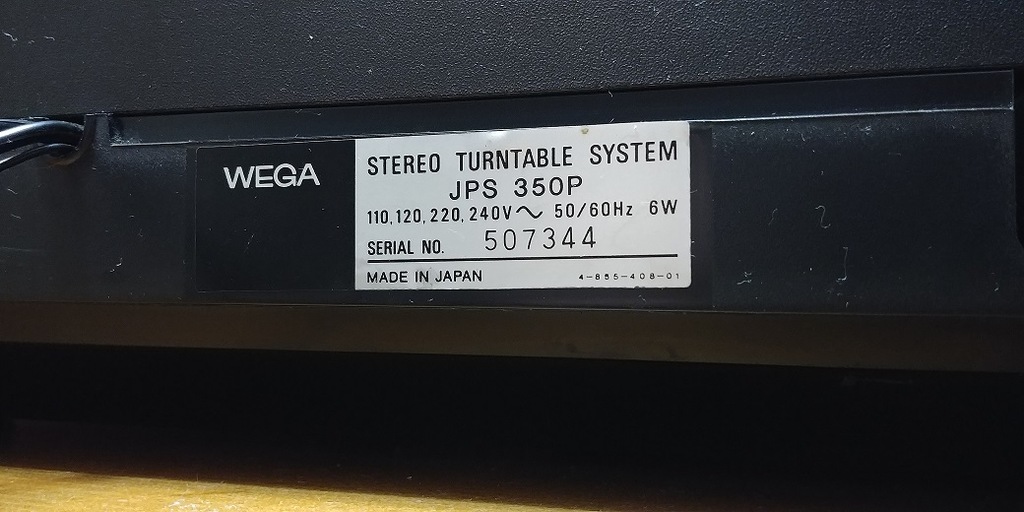 WEGA
STEREO TURNTABLE SYSTEM
JPS 350P
110, 120, 220, 240V～ 50/60Hz 6W
SERIAL NO. 507344
MADE IN JAPAN 4-855-408-01